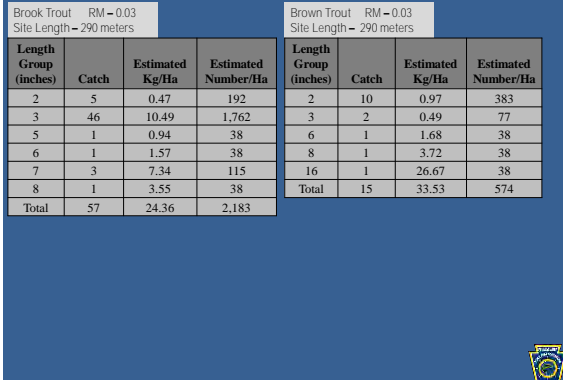 Brook Trout RM – 0.03
Site Length – 290 meters
Length Group (inches) Catch Estimated Kg/Ha Estimated Number/Ha
2 5 0.47 192
3 46 10.49 1,762
5 1 0.94 38
6 1 1.57 38
7 3 7.34 115
8 1 3.55 38
Total 57 24.36 2,183
Brown Trout RM – 0.03
Site Length – 290 meters
Length Group (inches) Catch Estimated Kg/Ha Estimated Number/Ha
2 10 0.97 383
3 2 0.49 77
6 1 1.68 38
8 1 3.72 38
16 1 26.67 38
Total 15 33.53 574